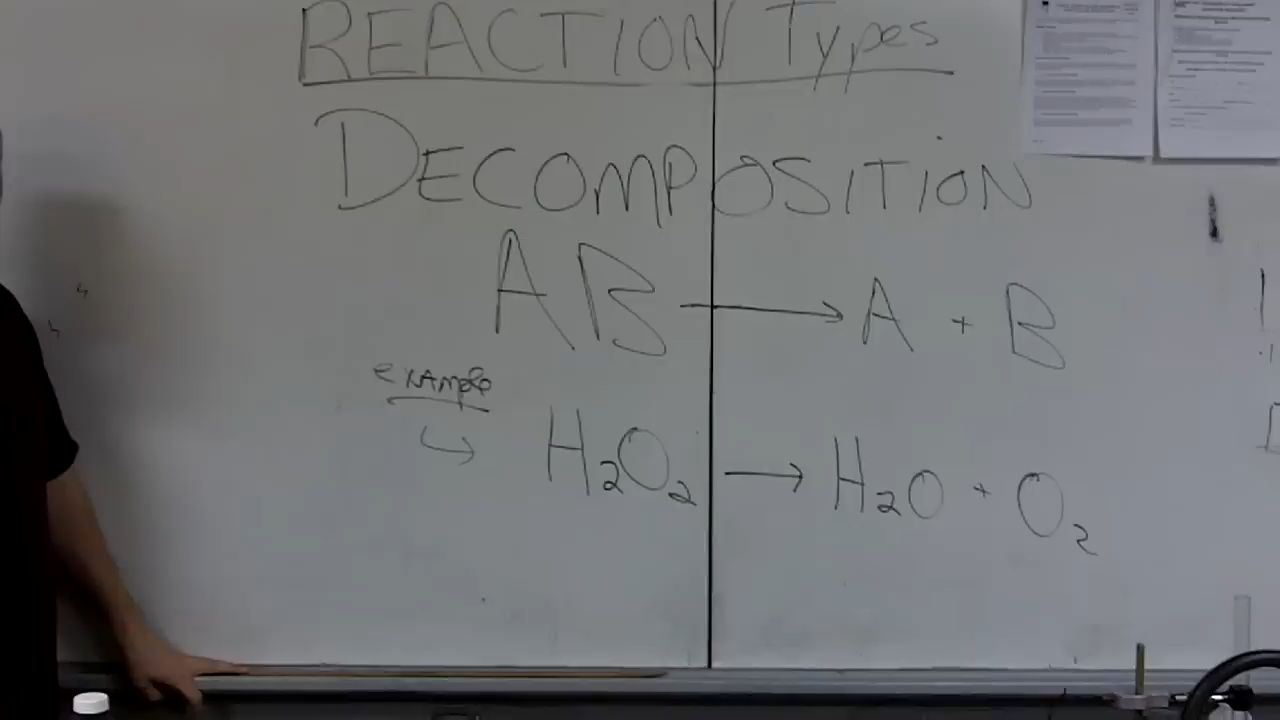 REACTION Types
DECOMPOSITION
AB → A + B
example
↳ H₂O₂ → H₂O + O₂